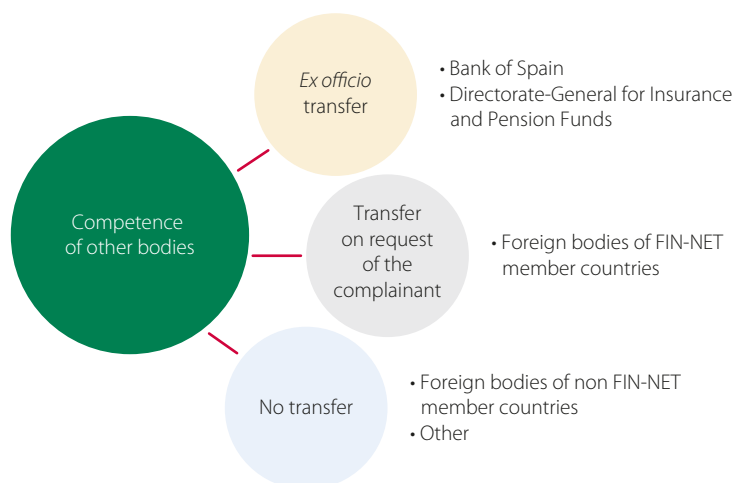 Competence
of other bodies
Ex officio
transfer
• Bank of Spain
• Directorate-General for Insurance
and Pension Funds
Transfer
on request
of the
complainant
• Foreign bodies of FIN-NET
member countries
No transfer
• Foreign bodies of non FIN-NET
member countries
• Other